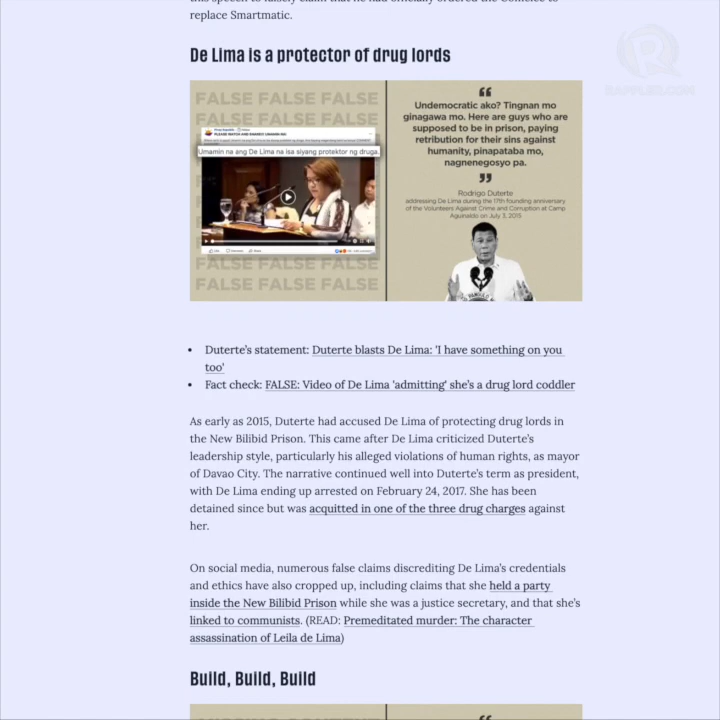 this speech to falsely claim that he had officially ordered the Comelec to
replace Smartmatic.
RAPPLER.COM
De Lima is a protector of drug lords
FALSE FALSE FALSE
FALSE FALSE FALSE
PLEASE WATCH AND SHARE!! UMAMIN NA!
Umamin na ang De Lima na isa siyang protektor ng druga.
FALSE FALSE FALSE
FALSE FALSE FALSE
“
Undemocratic ako? Tingnan mo
ginagawa mo. Here are guys who are
supposed to be in prison, paying
retribution for their sins against
humanity, pinapataba mo,
nagnenegosyo pa.
”
Rodrigo Duterte
addressing De Lima during the 17th founding anniversary
of the Volunteers Against Crime and Corruption at Camp
Aguinaldo on July 3, 2015
• Duterte’s statement: Duterte blasts De Lima: 'I have something on you
too'
• Fact check: FALSE: Video of De Lima 'admitting' she’s a drug lord coddler
As early as 2015, Duterte had accused De Lima of protecting drug lords in
the New Bilibid Prison. This came after De Lima criticized Duterte’s
leadership style, particularly his alleged violations of human rights, as mayor
of Davao City. The narrative continued well into Duterte’s term as president,
with De Lima ending up arrested on February 24, 2017. She has been
detained since but was acquitted in one of the three drug charges against
her.
On social media, numerous false claims discrediting De Lima’s credentials
and ethics have also cropped up, including claims that she held a party
inside the New Bilibid Prison while she was a justice secretary, and that she’s
linked to communists. (READ: Premeditated murder: The character
assassination of Leila de Lima)
Build, Build, Build
“